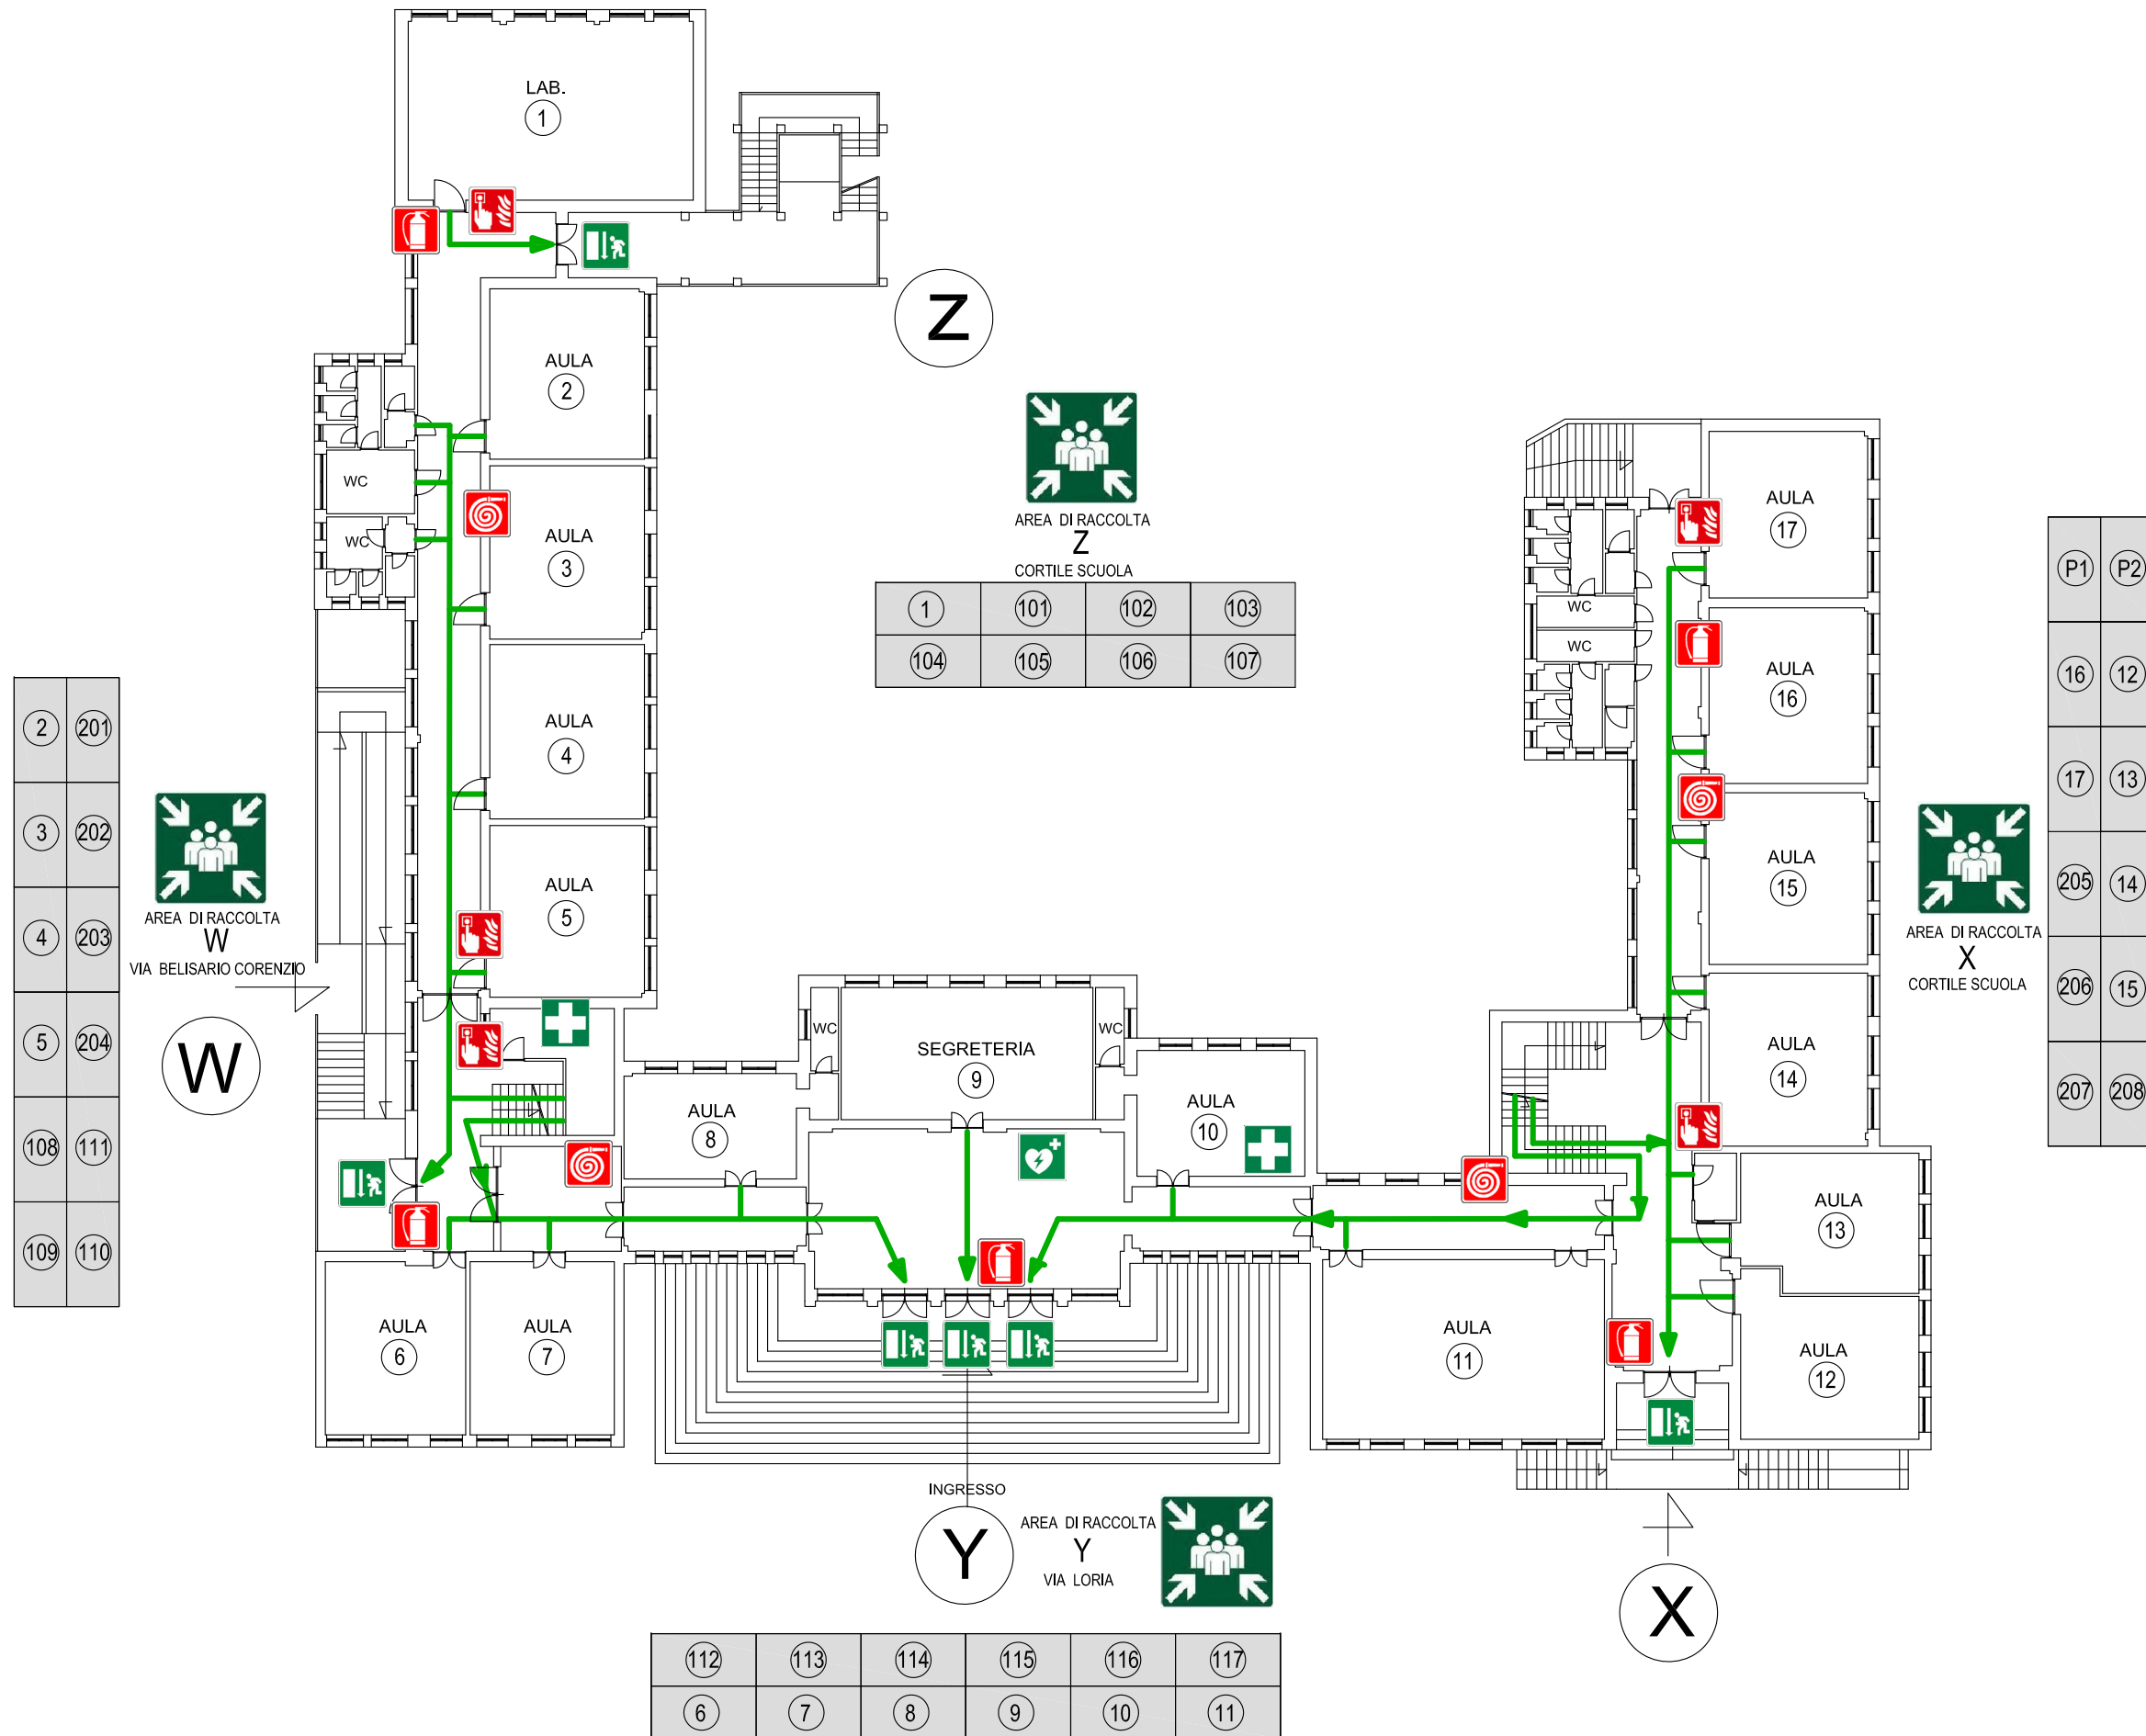 LAB.
1
Z
AULA
2
AREA DI RACCOLTA
Z
CORTILE SCUOLA
1 101 102 103
104 105 106 107
WC
WC
AULA
3
AULA
4
AULA
5
2 201
3 202
4 203
5 204
108 111
109 110
AREA DI RACCOLTA
W
VIA BELISARIO CORENZIO
W
AULA
17
WC
WC
AULA
16
AULA
15
AULA
14
P1 P2
16 12
17 13
205 14
206 15
207 208
AREA DI RACCOLTA
X
CORTILE SCUOLA
WC
SEGRETERIA
9
WC
AULA
8
AULA
10
AULA
13
AULA
6
AULA
7
AULA
11
AULA
12
INGRESSO
Y
AREA DI RACCOLTA
Y
VIA LORIA
X
112 113 114 115 116 117
6 7 8 9 10 11